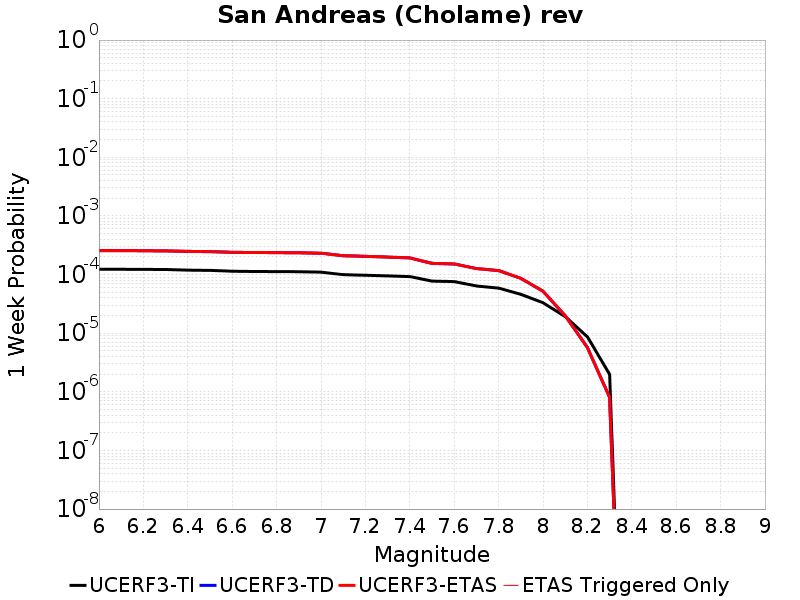 San Andreas (Cholame) rev
10^0
10^-1
10^-2
10^-3
10^-4
10^-5
10^-6
10^-7
10^-8
1 Week Probability
6 6.2 6.4 6.6 6.8 7 7.2 7.4 7.6 7.8 8 8.2 8.4 8.6 8.8 9
Magnitude
UCERF3-TI UCERF3-TD UCERF3-ETAS ETAS Triggered Only